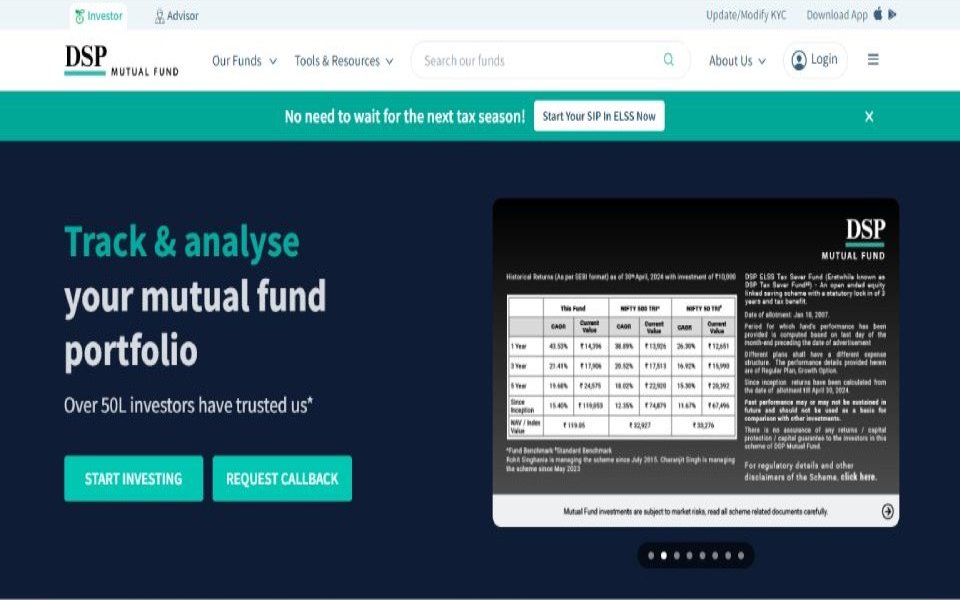 Investor Advisor Update/Modify KYC Download App
DSP
MUTUAL FUND
Our Funds Tools & Resources Search our funds About Us Login
No need to wait for the next tax season! Start Your SIP In ELSS Now X
Track & analyse
your mutual fund
portfolio
Over 50L investors have trusted us*
START INVESTING REQUEST CALLBACK
DSP
MUTUAL FUND
Historical Returns (As per SEBI format) as of 30th April, 2024 with investment of ₹10,000
This Fund NIFTY 500 TRI^ NIFTY 50 TRI#
CAGR Current Value CAGR Current Value CAGR Current Value
1 Year 43.53% ₹ 14,396 38.89% ₹ 13,926 26.30% ₹ 12,651
3 Year 21.41% ₹ 17,906 20.52% ₹ 17,513 16.92% ₹ 15,990
5 Year 19.68% ₹ 24,575 18.02% ₹ 22,920 15.30% ₹ 20,392
Since Inception 15.40% ₹ 119,053 12.35% ₹ 74,879 11.67% ₹ 67,496
NAV / Index Value ₹ 119.05 ₹ 32,927 ₹ 33,276
^Fund Benchmark #Standard Benchmark
Rohit Singhania is managing the scheme since July 2015. Charanjit Singh is managing
the scheme since May 2023
DSP ELSS Tax Saver Fund (Erstwhile known as
DSP Tax Saver Fund) - An open ended equity
linked saving scheme with a statutory lock in of 3
years and tax benefit.
Date of allotment: Jan 18, 2007.
Period for which fund's performance has been
provided is computed based on last day of the
month-end preceding the date of advertisement
Different plans shall have a different expense
structure. The performance details provided herein
are of Regular Plan, Growth Option.
Since inception returns have been calculated from
the date of allotment till April 30, 2024.
Past performance may or may not be sustained in
future and should not be used as a basis for
comparison with other investments.
There is no assurance of any returns / capital
protection / capital guarantee to the investors in this
scheme of DSP Mutual Fund.
For regulatory details and other
disclaimers of the Scheme, click here.
Mutual Fund investments are subject to market risks, read all scheme related documents carefully.